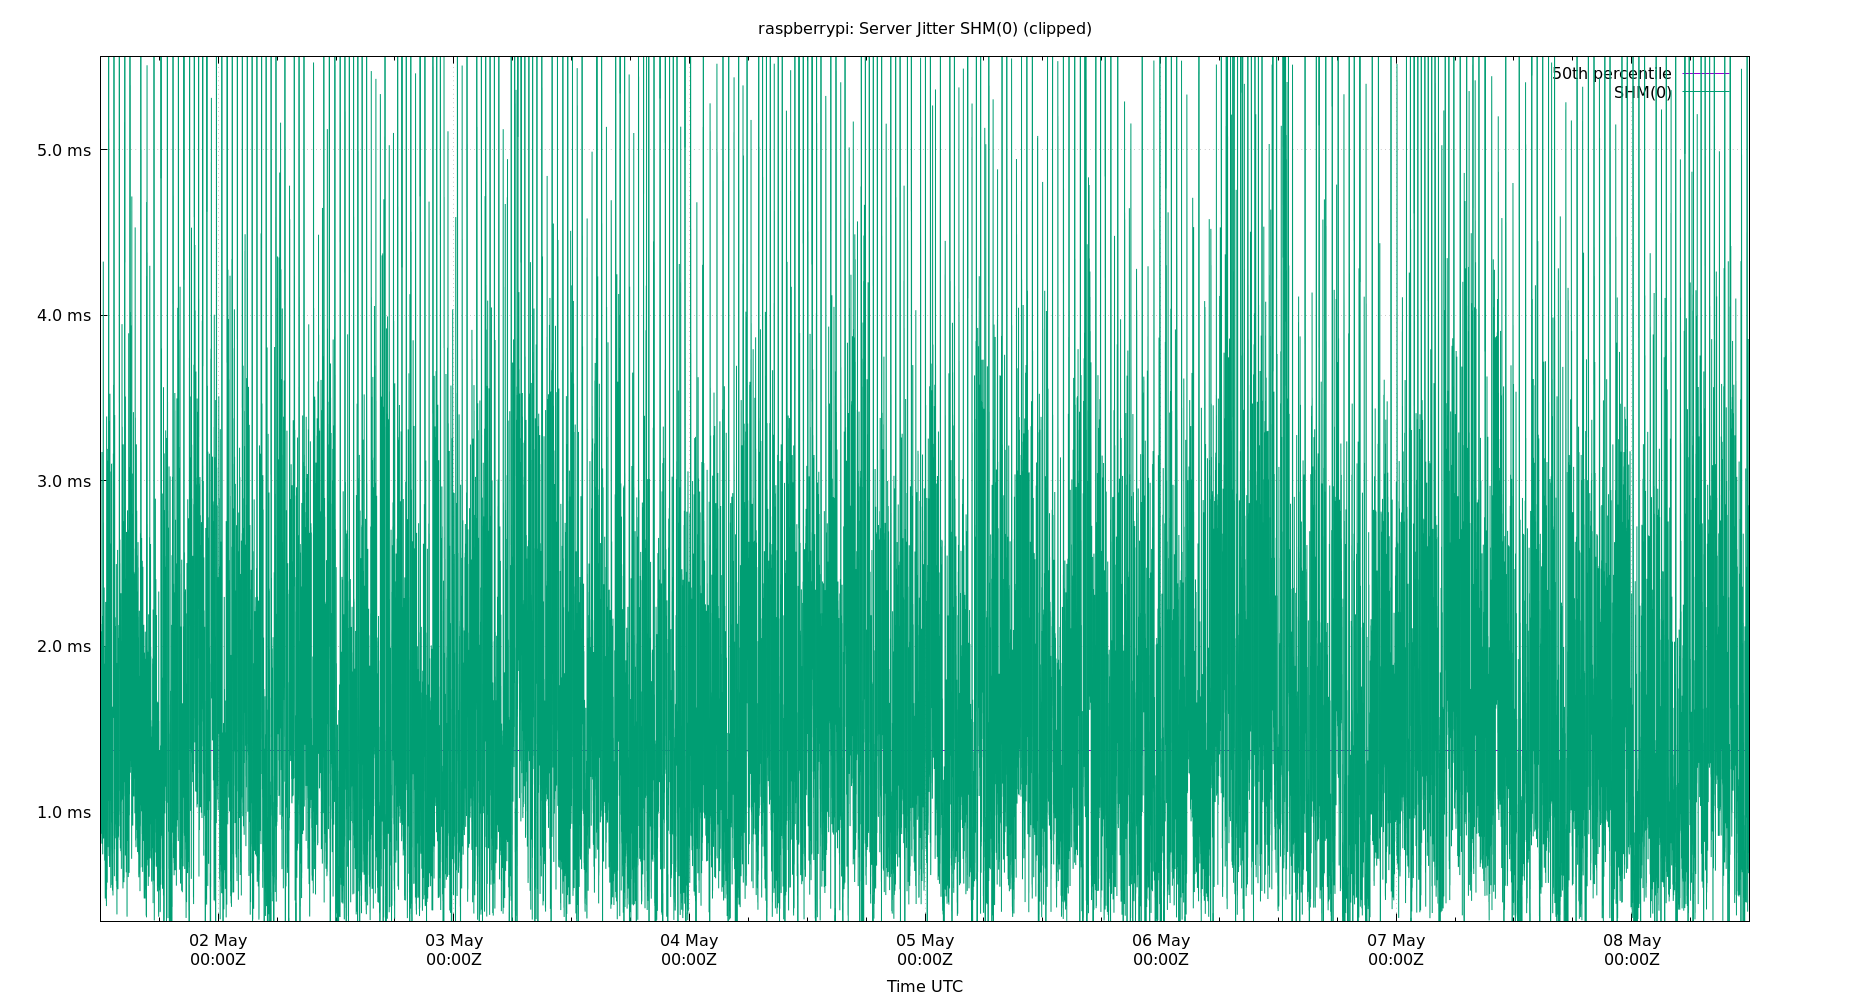 raspberrypi: Server Jitter SHM(0) (clipped)
50th percentile
SHM(0)
5.0 ms
4.0 ms
3.0 ms
2.0 ms
1.0 ms
02 May 03 May 04 May 05 May 06 May 07 May 08 May
00:00Z 00:00Z 00:00Z 00:00Z 00:00Z 00:00Z 00:00Z
Time UTC